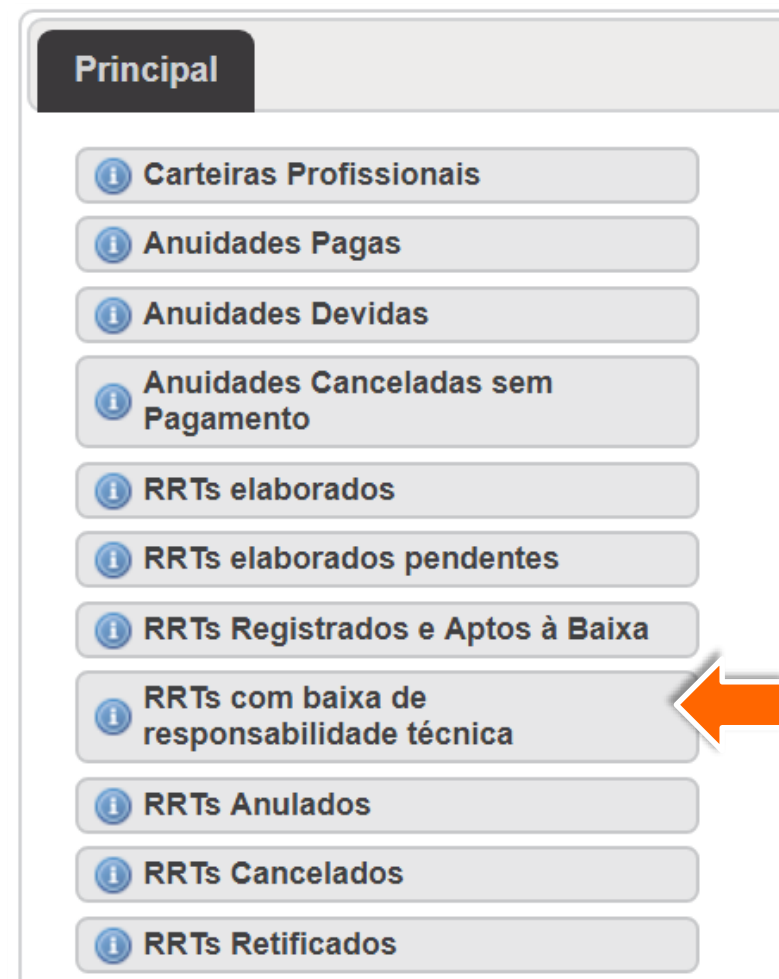 Principal
Carteiras Profissionais
Anuidades Pagas
Anuidades Devidas
Anuidades Canceladas sem
Pagamento
RRTs elaborados
RRTs elaborados pendentes
RRTs Registrados e Aptos à Baixa
RRTs com baixa de
responsabilidade técnica
RRTs Anulados
RRTs Cancelados
RRTs Retificados